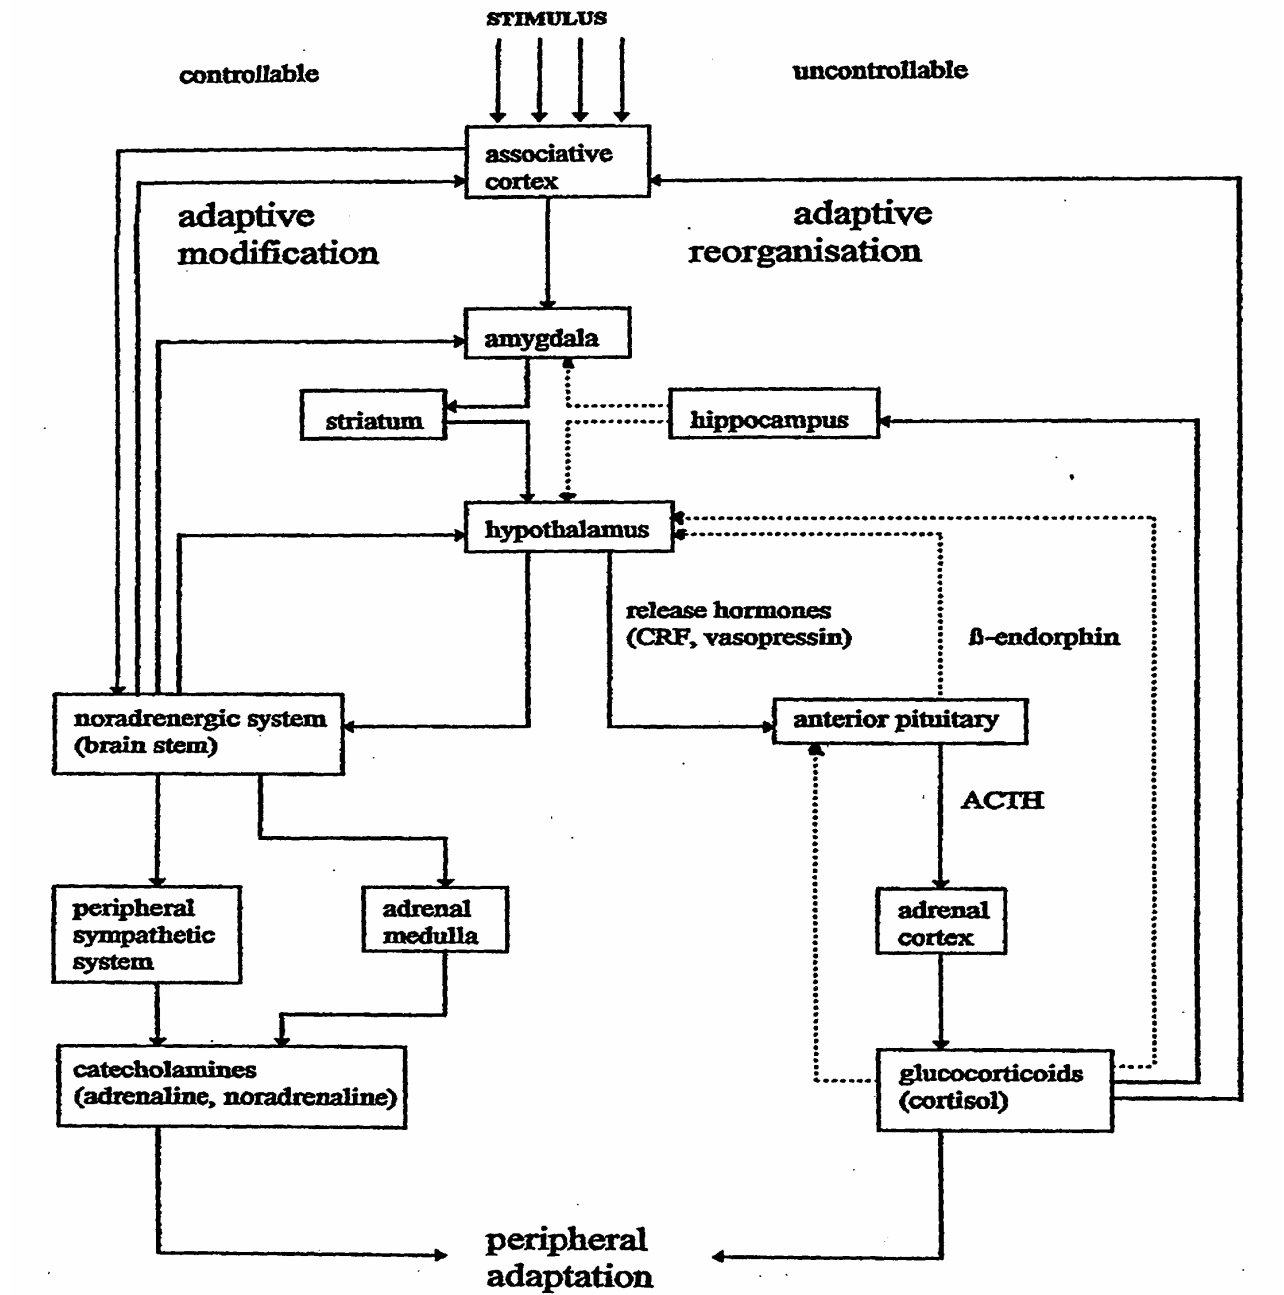 STIMULUS
controllable
uncontrollable
associative
cortex
adaptive
modification
adaptive
reorganisation
amygdala
striatum
hippocampus
hypothalamus
release hormones
(CRF, vasopressin)
ß-endorphin
noradrenergic system
(brain stem)
anterior pituitary
ACTH
peripheral
sympathetic
system
adrenal
medulla
adrenal
cortex
catecholamines
(adrenaline, noradrenaline)
glucocorticoids
(cortisol)
peripheral
adaptation